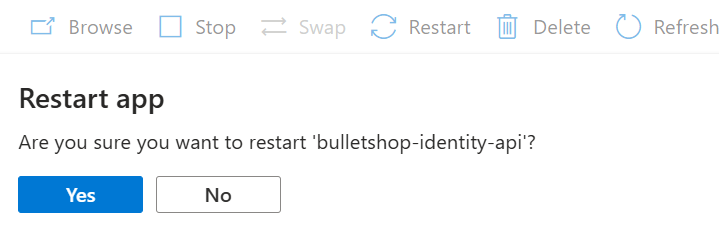 Browse Stop Swap Restart Delete Refresh
Restart app
Are you sure you want to restart 'bulletshop-identity-api'?
Yes No